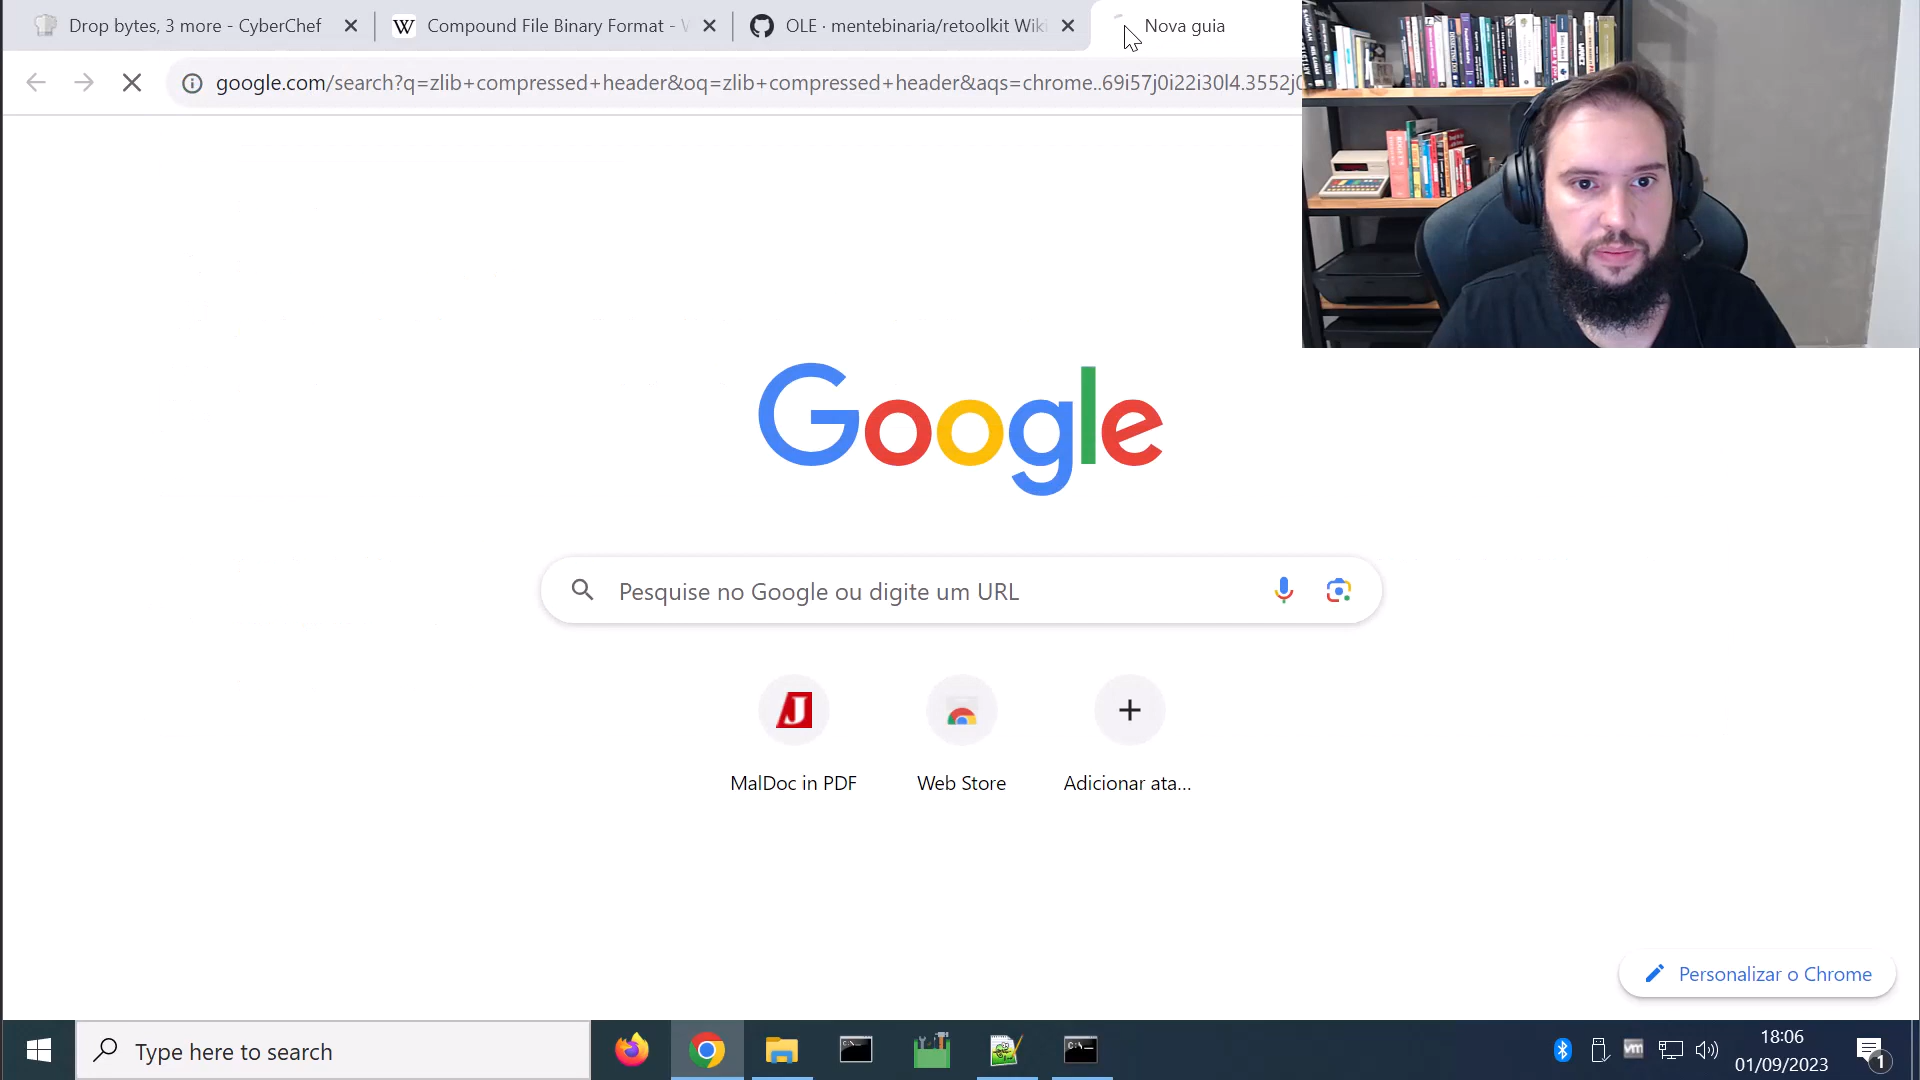 Drop bytes, 3 more - CyberChef
Compound File Binary Format - W
OLE · mentebinaria/retoolkit Wiki
Nova guia
google.com/search?q=zlib+compressed+header&oq=zlib+compressed+header&aqs=chrome..69i57j0i22i30l4.3552j0
Google
Pesquise no Google ou digite um URL
MalDoc in PDF
Web Store
Adicionar ata...
Personalizar o Chrome
Type here to search
18:06
01/09/2023
1